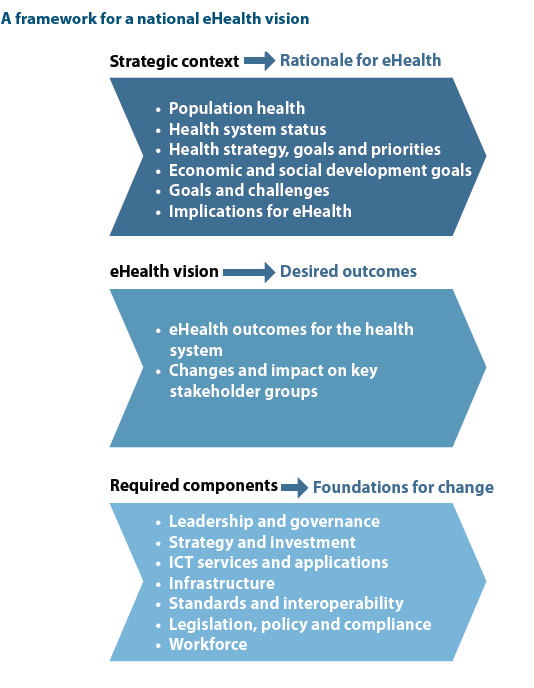 A framework for a national eHealth vision
Strategic context Rationale for eHealth
• Population health
• Health system status
• Health strategy, goals and priorities
• Economic and social development goals
• Goals and challenges
• Implications for eHealth
eHealth vision Desired outcomes
• eHealth outcomes for the health
system
• Changes and impact on key
stakeholder groups
Required components Foundations for change
• Leadership and governance
• Strategy and investment
• ICT services and applications
• Infrastructure
• Standards and interoperability
• Legislation, policy and compliance
• Workforce